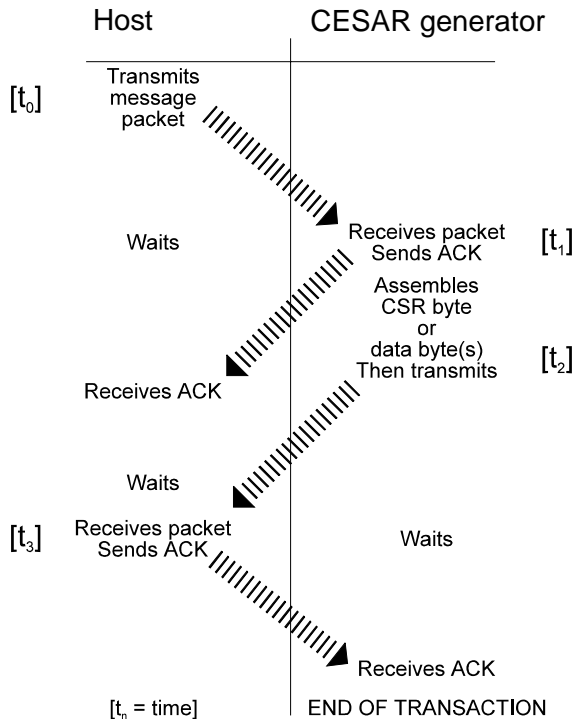 Host CESAR generator
[t₀] Transmits
message
packet
Waits
Receives packet [t₁]
Sends ACK
Assembles
CSR byte
or
data byte(s)
Then transmits [t₂]
Receives ACK
Waits
[t₃] Receives packet
Sends ACK
Waits
Receives ACK
[tₙ = time] END OF TRANSACTION